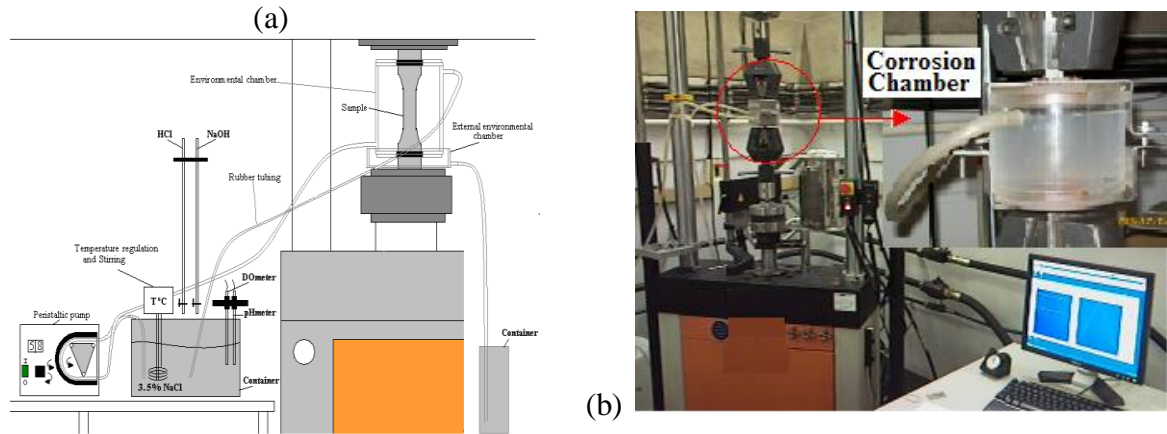 (a)
Environmental chamber
Sample
External environmental
chamber
HCl
NaOH
Rubber tubing
Temperature regulation
and Stirring
T°C
DOmeter
pHmeter
Peristaltic pump
58
I
O
3.5% NaCl
Container
Container
(b)
Corrosion
Chamber